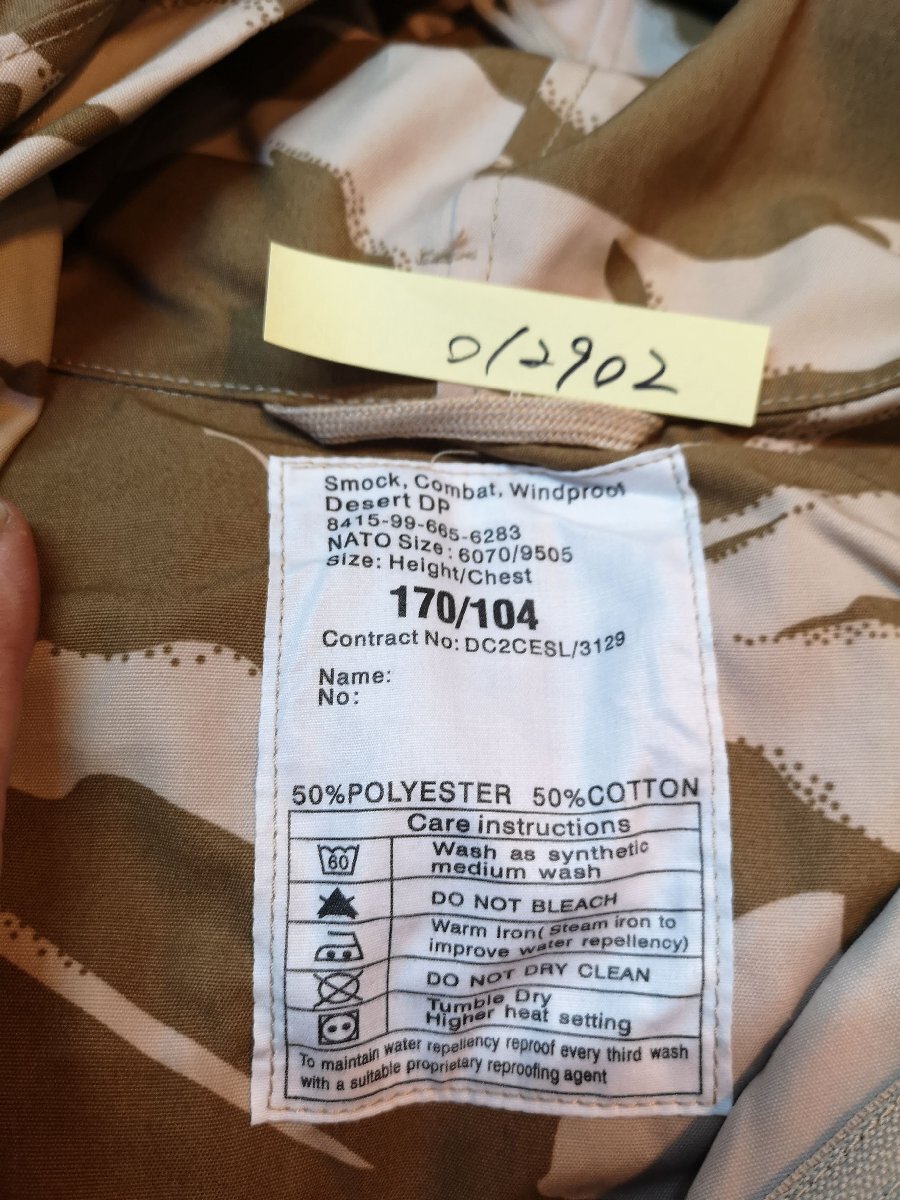 012902
Smock, Combat, Windproof
Desert DP
8415-99-665-6283
NATO Size: 6070/9505
Size: Height/Chest
170/104
Contract No: DC2CESL/3129
Name:
No:
50%POLYESTER 50%COTTON
Care instructions
60
Wash as synthetic
medium wash
DO NOT BLEACH
Warm Iron( Steam iron to
improve water repellency)
DO NOT DRY CLEAN
Tumble Dry
Higher heat setting
To maintain water repellency reproof every third wash
with a suitable proprietary reproofing agent